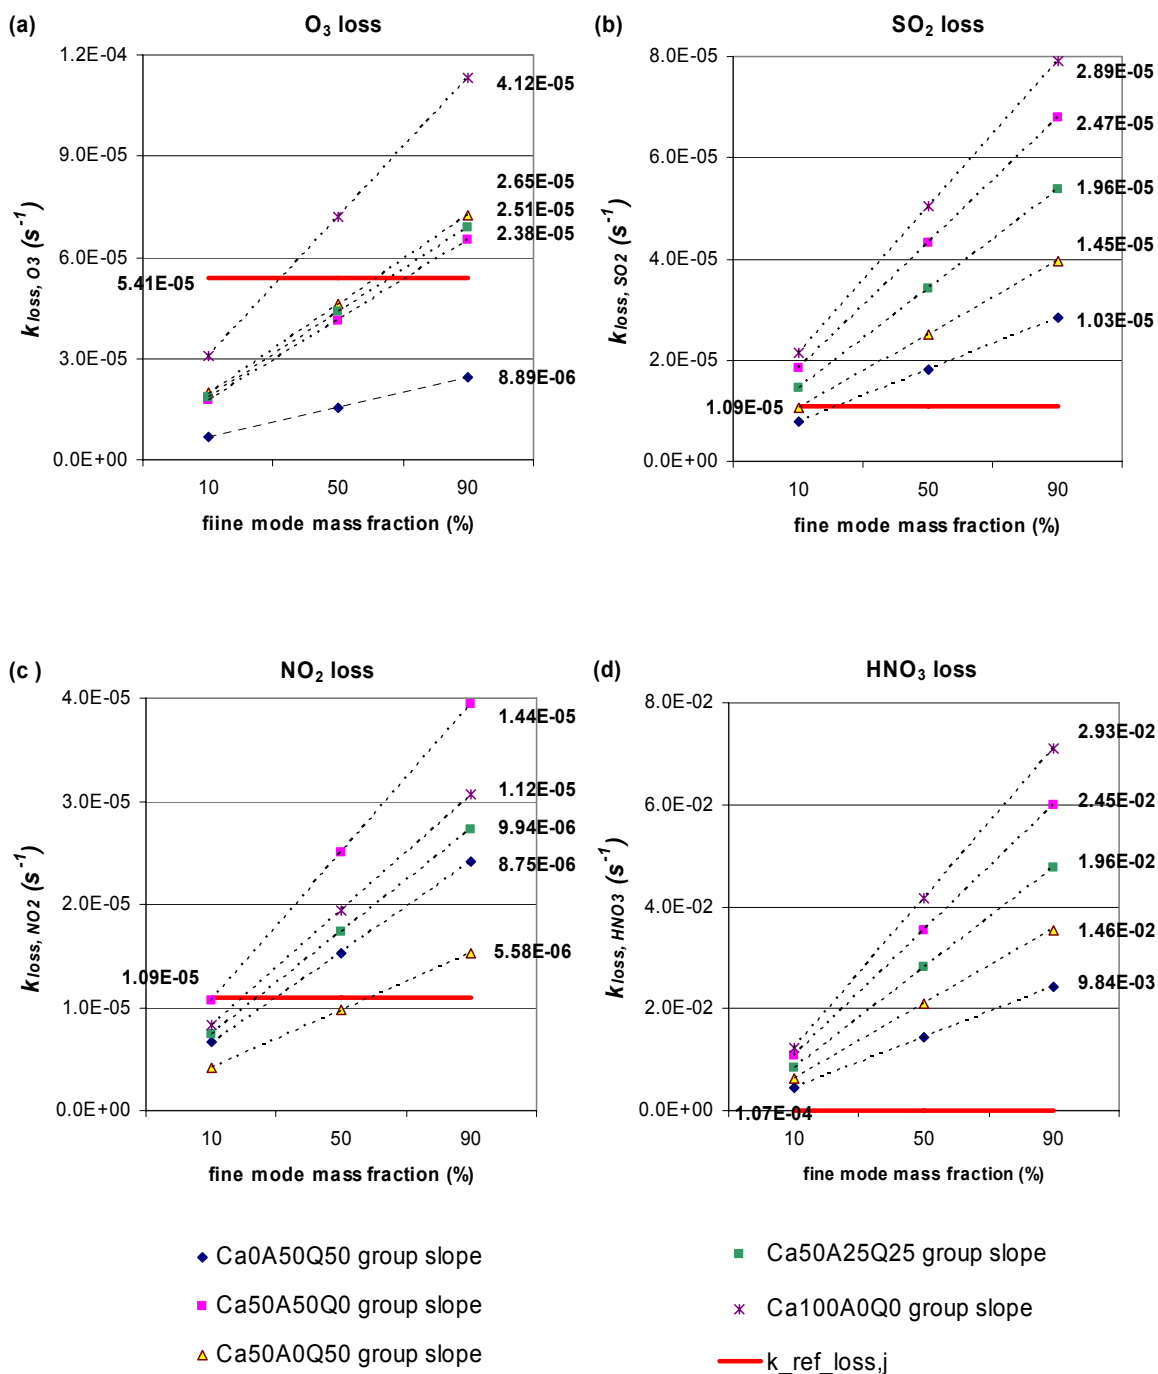 (a)
O3 loss
1.2E-04
9.0E-05
6.0E-05
3.0E-05
0.0E+00
kloss, O3 (s-1)
4.12E-05
2.65E-05
2.51E-05
2.38E-05
5.41E-05
8.89E-06
10 50 90
fiine mode mass fraction (%)
(b)
SO2 loss
8.0E-05
6.0E-05
4.0E-05
2.0E-05
0.0E+00
kloss, SO2 (s-1)
2.89E-05
2.47E-05
1.96E-05
1.45E-05
1.03E-05
1.09E-05
10 50 90
fine mode mass fraction (%)
(c )
NO2 loss
4.0E-05
3.0E-05
2.0E-05
1.0E-05
0.0E+00
kloss, NO2 (s-1)
1.44E-05
1.12E-05
9.94E-06
8.75E-06
5.58E-06
1.09E-05
10 50 90
fine mode mass fraction (%)
(d)
HNO3 loss
8.0E-02
6.0E-02
4.0E-02
2.0E-02
0.0E+00
kloss, HNO3 (s-1)
2.93E-02
2.45E-02
1.96E-02
1.46E-02
9.84E-03
1.07E-04
10 50 90
fine mode mass fraction (%)
Ca0A50Q50 group slope
Ca50A50Q0 group slope
Ca50A0Q50 group slope
Ca50A25Q25 group slope
Ca100A0Q0 group slope
k_ref_loss,j